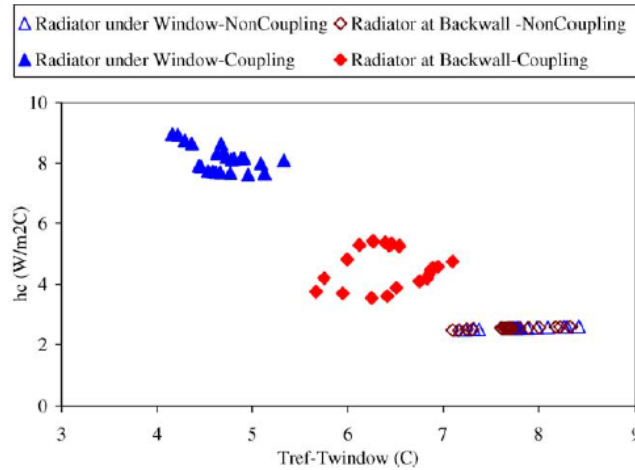 Radiator under Window-NonCoupling Radiator at Backwall -NonCoupling
Radiator under Window-Coupling Radiator at Backwall-Coupling
10
8
6
4
2
0
hc (W/m2C)
3 4 5 6 7 8 9
Tref-Twindow (C)